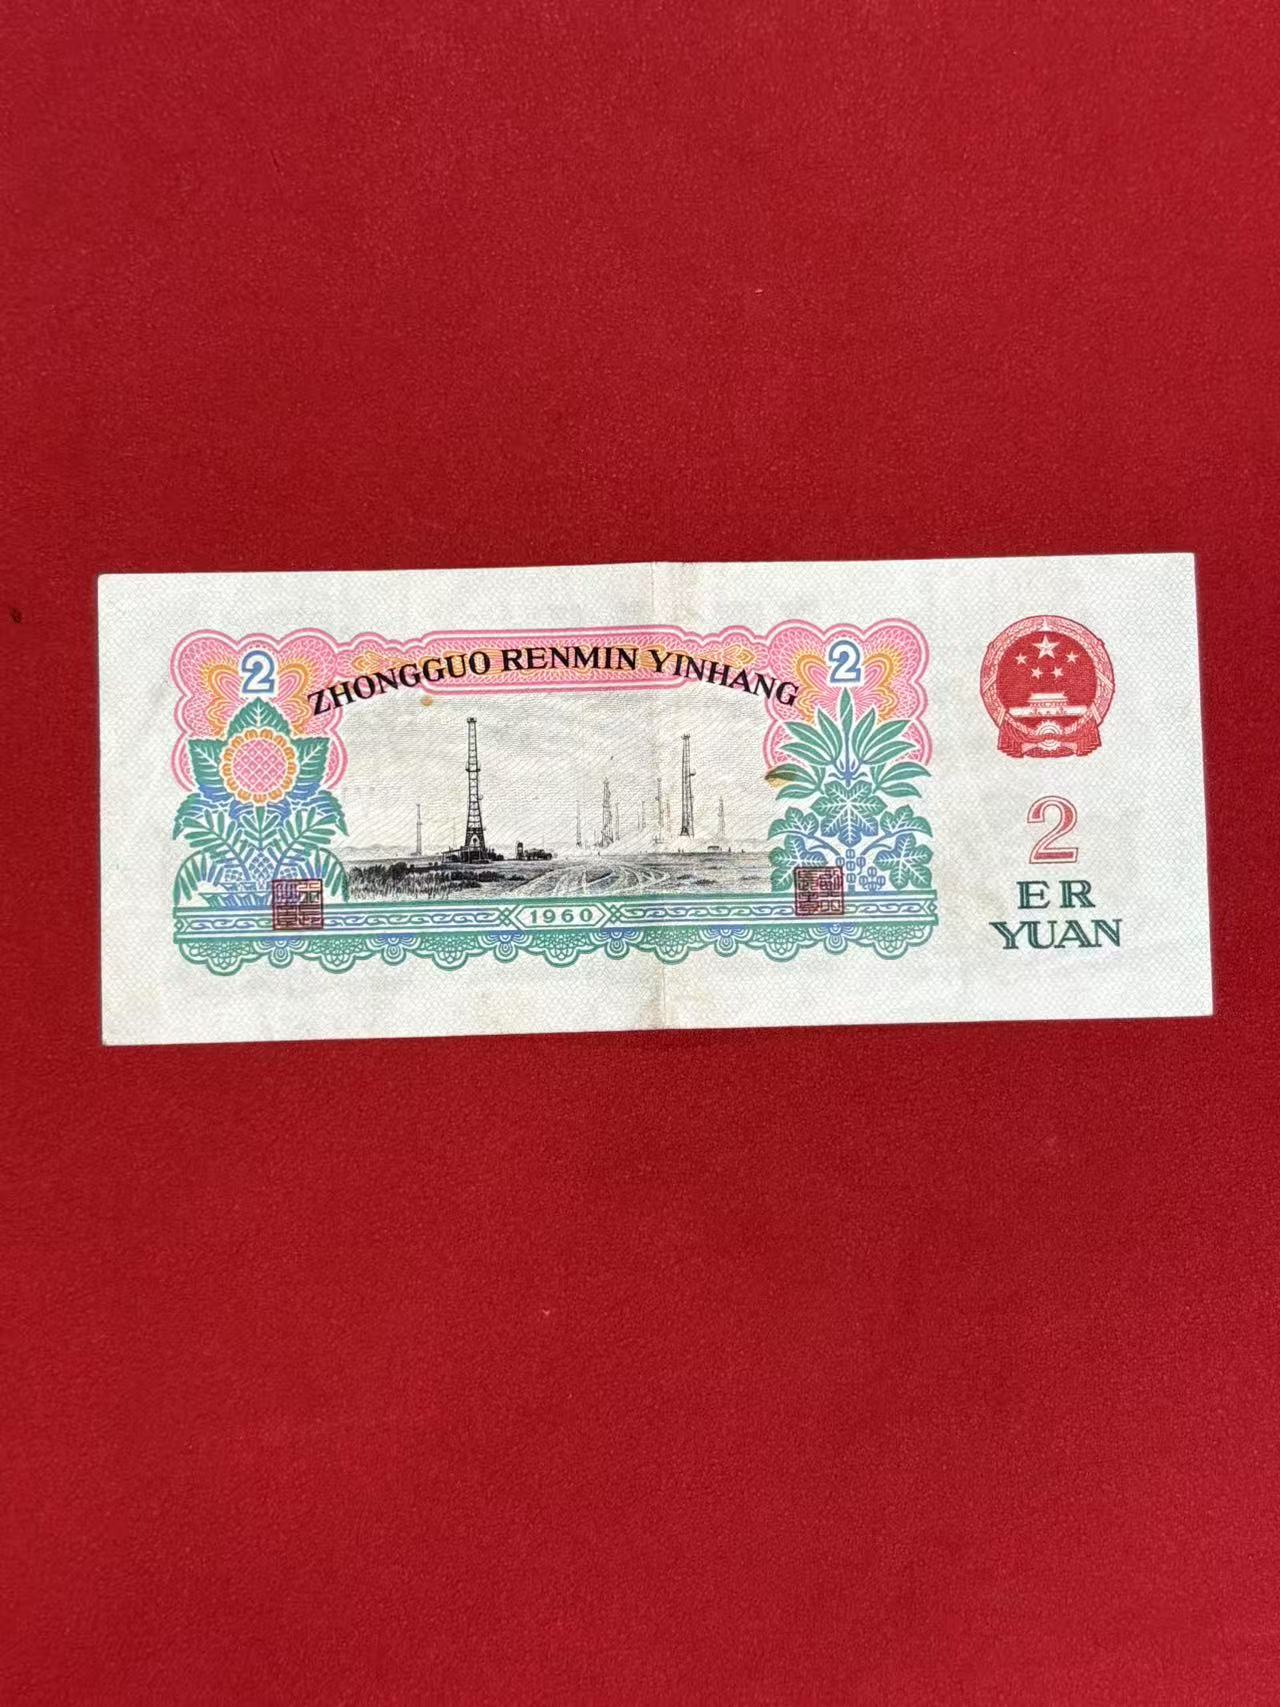 2
ZHONGGUO RENMIN YINHANG
2
1960
2
ER
YUAN